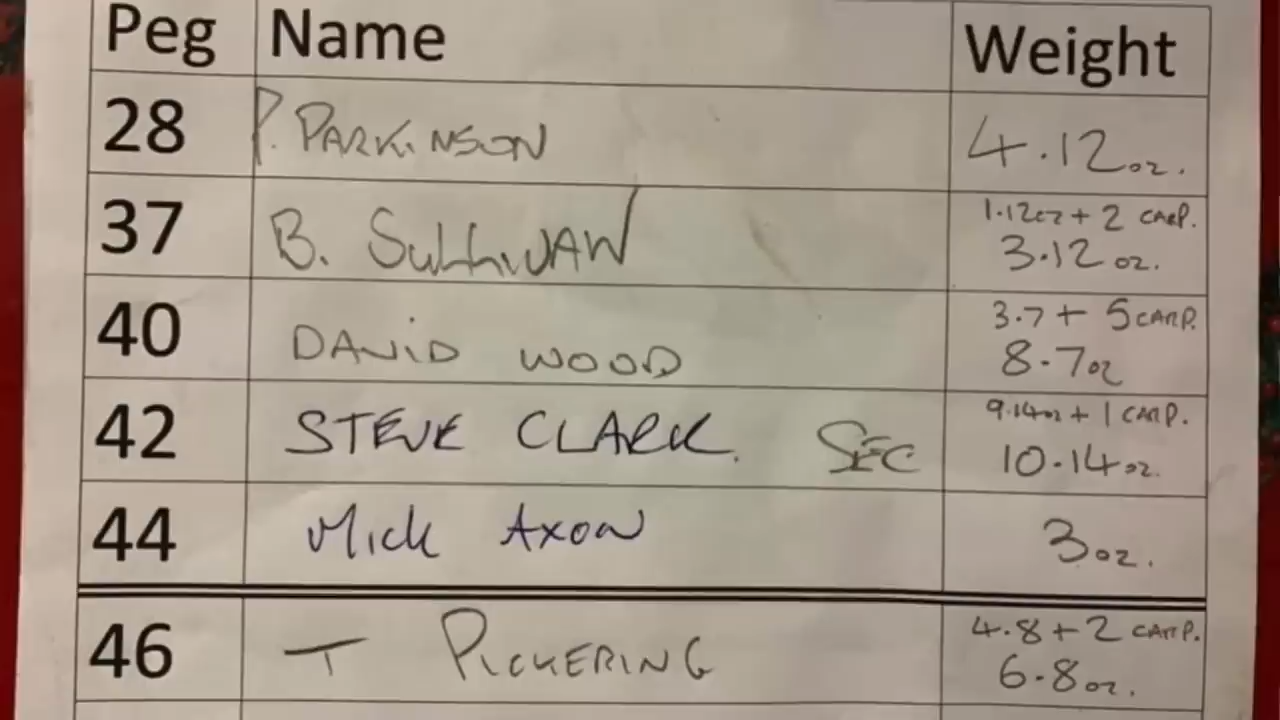 Peg Name Weight
28 P. PARKINSON 4.12oz.
37 B. SULLIVAN 1.12oz + 2 CARP.
3.12oz.
40 DAVID WOOD 3.7 + 5 CARP.
8.7oz
42 STEVE CLARK. SEC 9.14oz + 1 CARP.
10.14oz.
44 Mick Axon 3oz.
46 T PICKERING 4.8 + 2 CARP.
6.8oz.